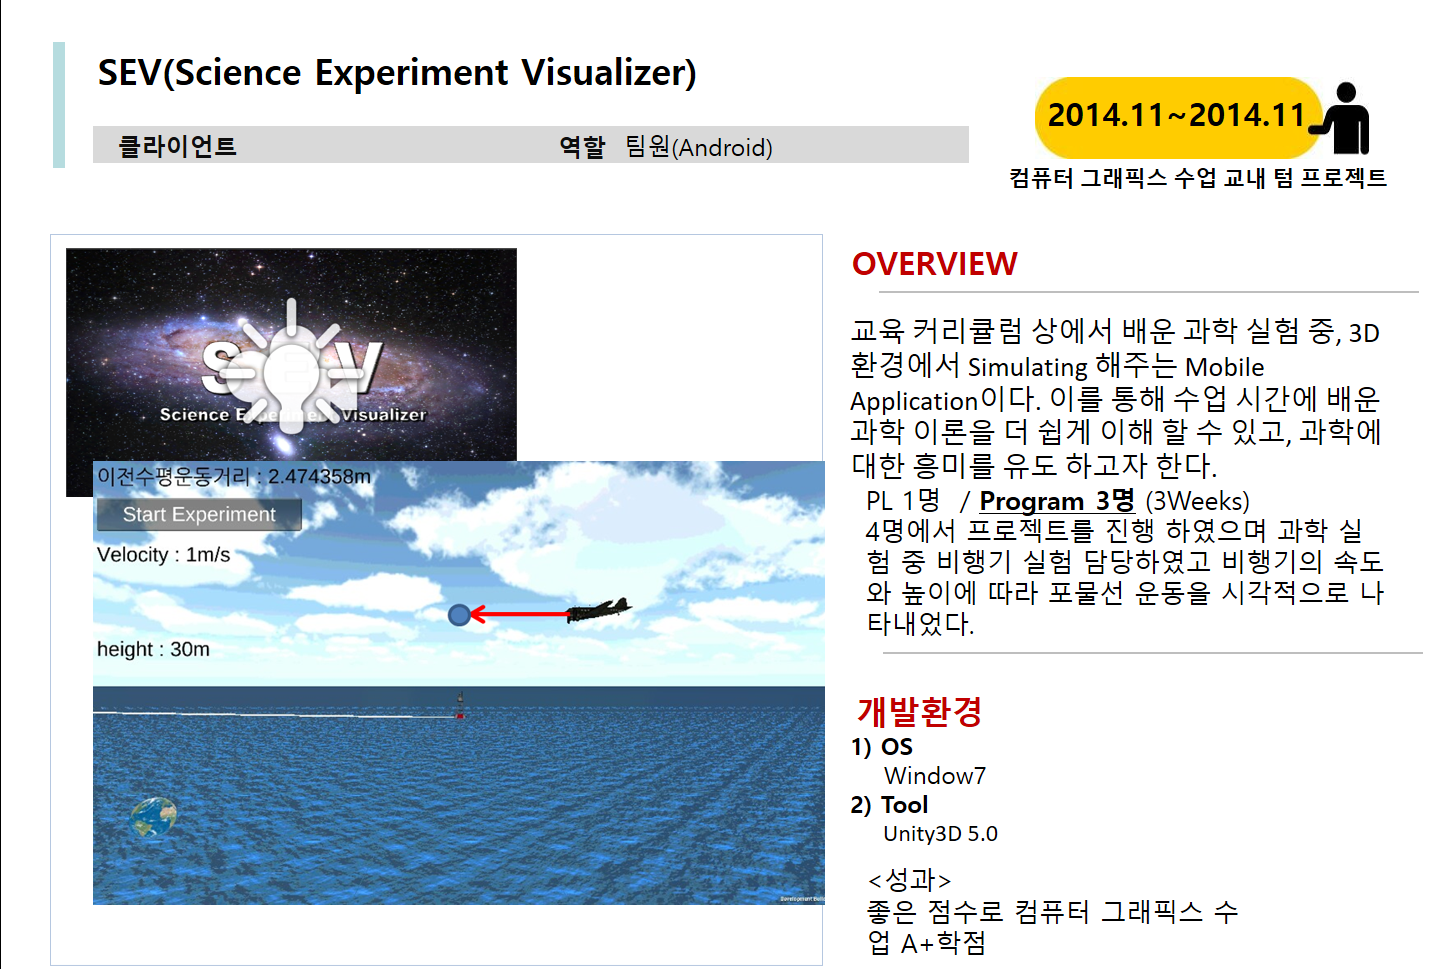 SEV(Science Experiment Visualizer)
클라이언트 역할 팀원(Android)
2014.11~2014.11
컴퓨터 그래픽스 수업 교내 텀 프로젝트
SEV
Science Experiment Visualizer
이전수평운동거리 : 2.474358m
Start Experiment
Velocity : 1m/s
height : 30m
Development Build
OVERVIEW
교육 커리큘럼 상에서 배운 과학 실험 중, 3D
환경에서 Simulating 해주는 Mobile
Application이다. 이를 통해 수업 시간에 배운
과학 이론을 더 쉽게 이해 할 수 있고, 과학에
대한 흥미를 유도 하고자 한다.
PL 1명 / Program 3명 (3Weeks)
4명에서 프로젝트를 진행 하였으며 과학 실
험 중 비행기 실험 담당하였고 비행기의 속도
와 높이에 따라 포물선 운동을 시각적으로 나
타내었다.
개발환경
1) OS
Window7
2) Tool
Unity3D 5.0
<성과>
좋은 점수로 컴퓨터 그래픽스 수
업 A+학점